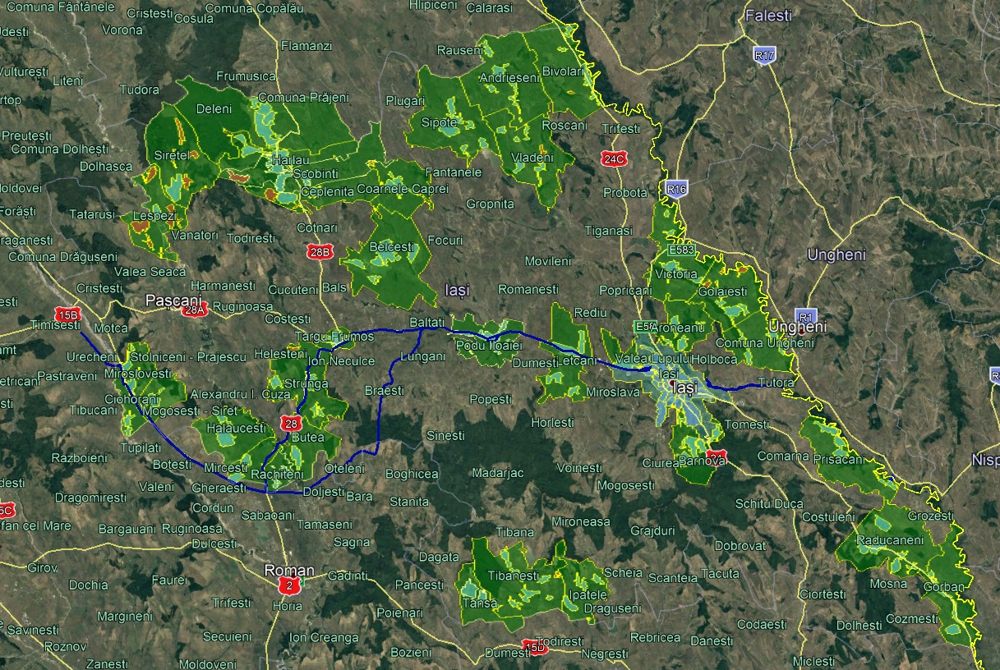 Comuna Fântânele
Cristesti
Comuna Copălău
Hlipiceni
Calarasi
Cosula
Falesti
Vorona
Flamanzi
Rauseni
R17
Vulturești
Liteni
Frumusica
Andrieseni
Bivolari
Tudora
Deleni
Comuna Prăjeni
Plugari
Sipote
Roscani
Trifesti
Preutești
Comuna Dolhești
Siretel
Harlau
Vladeni
24C
Dolhasca
Scobinti
Fantanele
Ceplenita
Coarnele Caprei
R16
Probota
Gropnita
Forăști
Tatarusi
Lespezi
Cotnari
Vanatori
Todiresti
Tiganasi
Focuri
Belcesti
28B
E583
Comuna Drăguseni
Ungheni
Movileni
Valea Seacă
Victoria
Cristesti
Harmanesti
Cucuteni
Bals
Iași
Romanesti
Popricani
Golaiesti
Pașcani
28A
Ruginoasa
Costesti
Rediu
15B
Timisesti
Motca
Baltati
E5A
Aroneanu
R1
Ungheni
Targu Frumos
Podu Iloaiei
Comuna Ungheni
Urecheni
Stolniceni - Prăjescu
Helesteni
Ion Neculce
Lungani
Dumesti
Letcani
Valea Lupului
Holboca
Pastraveni
Miroslovesti
Iasi
Iași
Tutora
Strunga
Ciohorani
Alexandru I. Cuza
Braesti
Popesti
Miroslava
Tibucani
Mogosesti - Siret
28
Halaucesti
Horlesti
Tomesti
Butea
Sinesti
Tupilati
Razboieni
Botesti
Mircesti
Rachiteni
Oteleni
Boghicea
Madarjac
Voinesti
Ciurea
Barnova
24
Comarna
Prisacani
Valeni
Gheraesti
Doljesti
Bara
Stanita
Mogosesti
Dragomiresti
Cordun
Schitu Duca
Sabaoani
Tamaseni
Mironeasa
Costuleni
Grozesti
Bargauani
Ruginoasa
Dulcesti
Sagna
Tibana
Grajduri
Dobrovat
Raducaneni
Dagata
Girov
Roman
2
Gadinti
Tibanesti
Scheia
Scanteia
Tacuta
Mosna
Gorban
Dochia
Faurei
Pancesti
Ipatele
Ciortesti
Trifesti
Horia
Tansa
Draguseni
Margineni
Poienari
Codaesti
Dolhesti
Cozmesti
Savinesti
Secuieni
Ion Creanga
Rebricea
Danesti
Roznov
Bozieni
Dumesti
15D
Todiresti
Negresti
Zanesti
Moldoveni
Miclesti